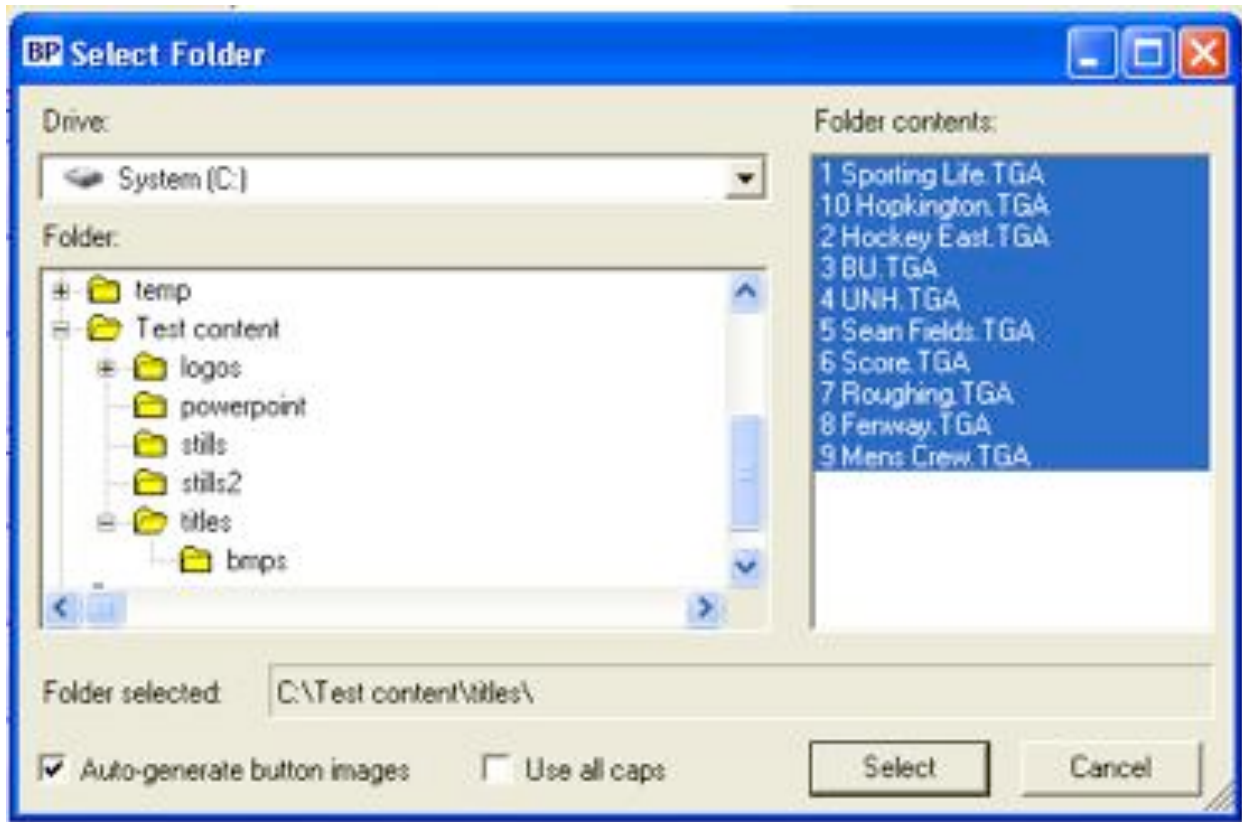 BP Select Folder
Drive:
System (C:)
Folder:
temp
Test content
logos
powerpoint
stills
stills2
titles
bmps
Folder contents:
1 Sporting Life.TGA
10 Hopkington.TGA
2 Hockey East.TGA
3 BU.TGA
4 UNH.TGA
5 Sean Fields.TGA
6 Score.TGA
7 Roughing.TGA
8 Fenway.TGA
9 Mens Crew.TGA
Folder selected:
C:\Test content\titles\
Auto-generate button images
Use all caps
Select
Cancel